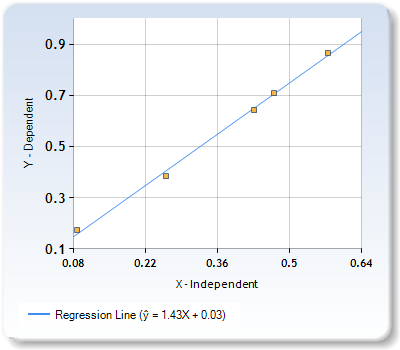 0.9
0.7
0.5
0.3
0.1
Y - Dependent
0.08 0.22 0.36 0.5 0.64
X - Independent
Regression Line (ŷ = 1.43X + 0.03)